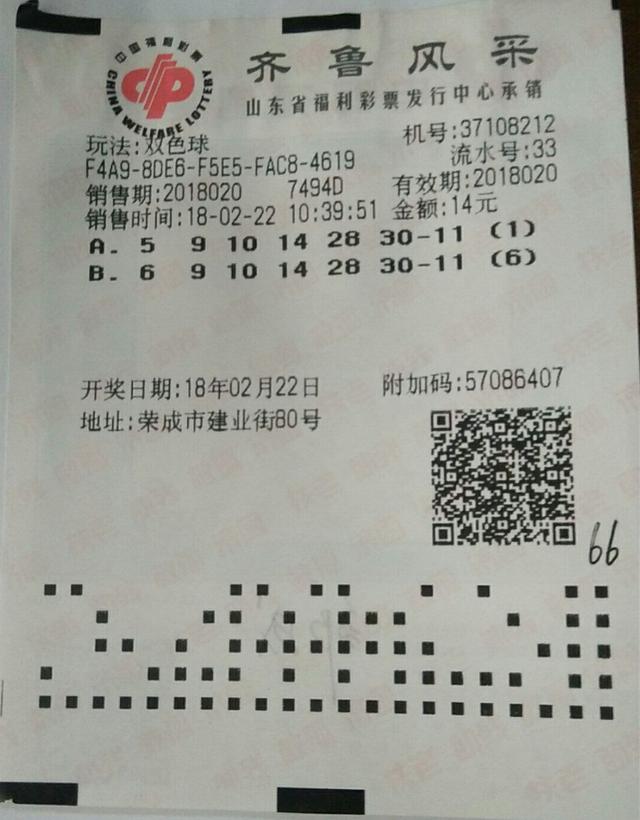 中国福利彩票
CHINA WELFARE LOTTERY
齐鲁风采
山东省福利彩票发行中心承销
玩法:双色球
机号:37108212
F4A9-8DE6-F5E5-FAC8-4619
流水号:33
销售期:2018020 7494D 有效期:2018020
销售时间:18-02-22 10:39:51 金额:14元
A. 5 9 10 14 28 30-11 (1)
B. 6 9 10 14 28 30-11 (6)
开奖日期:18年02月22日 附加码:57086407
地址:荣成市建业街80号
66